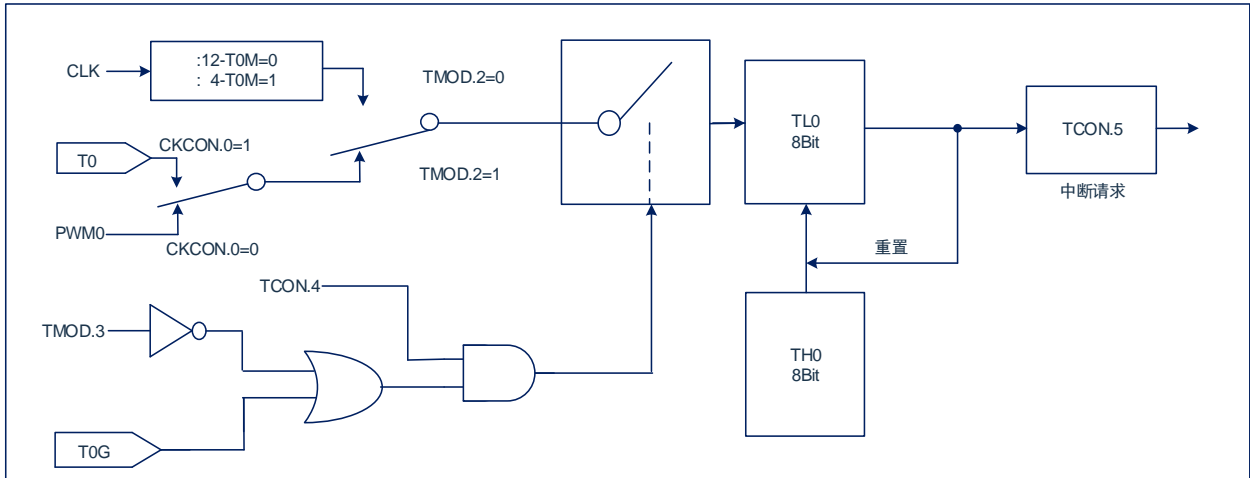 :12-T0M=0
: 4-T0M=1
CLK
TMOD.2=0
T0
CKCON.0=1
TMOD.2=1
PWM0
CKCON.0=0
TL0
8Bit
TCON.5
中断请求
重置
TCON.4
TMOD.3
TH0
8Bit
T0G